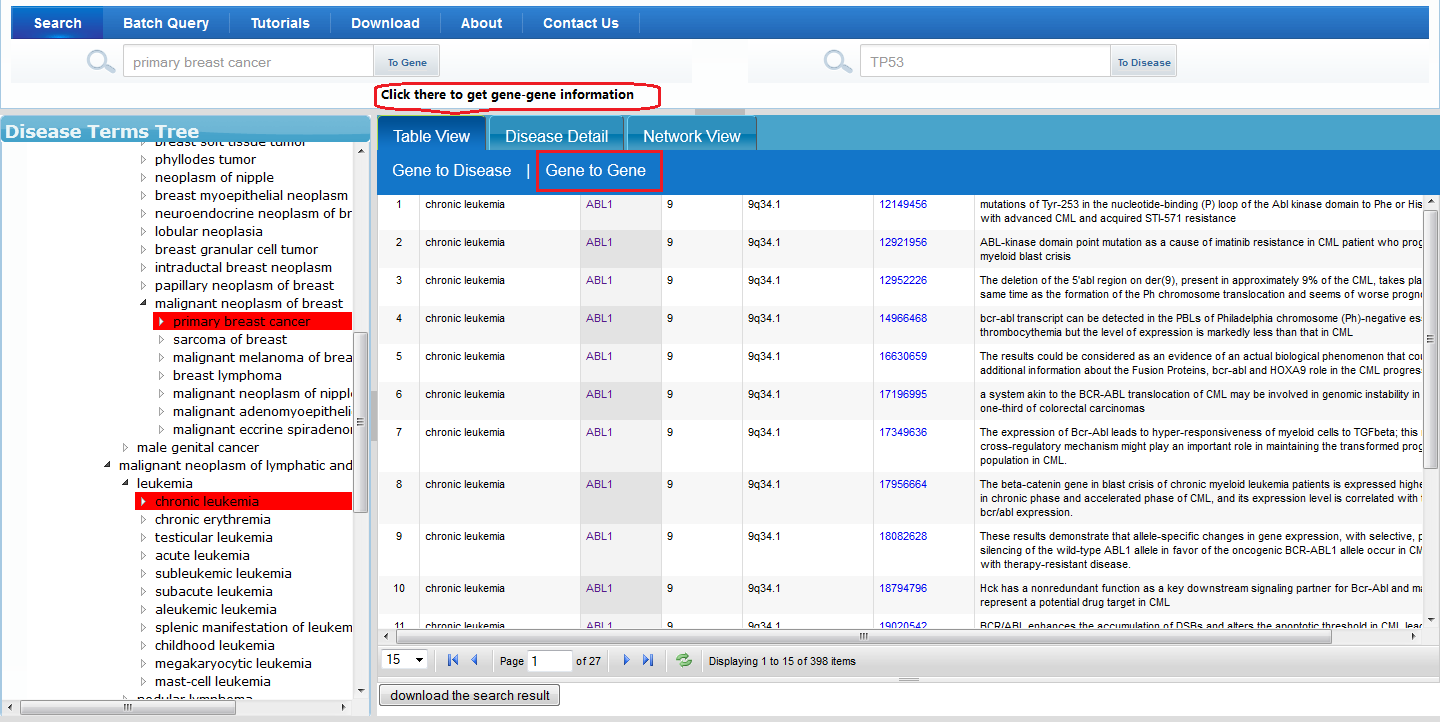 Search Batch Query Tutorials Download About Contact Us
primary breast cancer To Gene TP53 To Disease
Click there to get gene-gene information
Disease Terms Tree
breast soft tissue tumor
phyllodes tumor
neoplasm of nipple
breast myoepithelial neoplasm
neuroendocrine neoplasm of br
lobular neoplasia
breast granular cell tumor
intraductal breast neoplasm
papillary neoplasm of breast
malignant neoplasm of breast
primary breast cancer
sarcoma of breast
malignant melanoma of brea
breast lymphoma
malignant neoplasm of nipple
malignant adenomyoepitheli
malignant eccrine spiradenor
male genital cancer
malignant neoplasm of lymphatic and
leukemia
chronic leukemia
chronic erythremia
testicular leukemia
acute leukemia
subleukemic leukemia
subacute leukemia
aleukemic leukemia
splenic manifestation of leukem
childhood leukemia
megakaryocytic leukemia
mast-cell leukemia
nodular lymphoma
Table View Disease Detail Network View
Gene to Disease | Gene to Gene
1 chronic leukemia ABL1 9 9q34.1 12149456 mutations of Tyr-253 in the nucleotide-binding (P) loop of the Abl kinase domain to Phe or His
with advanced CML and acquired STI-571 resistance
2 chronic leukemia ABL1 9 9q34.1 12921956 ABL-kinase domain point mutation as a cause of imatinib resistance in CML patient who prog
myeloid blast crisis
3 chronic leukemia ABL1 9 9q34.1 12952226 The deletion of the 5'abl region on der(9), present in approximately 9% of the CML, takes pla
same time as the formation of the Ph chromosome translocation and seems of worse progno
4 chronic leukemia ABL1 9 9q34.1 14966468 bcr-abl transcript can be detected in the PBLs of Philadelphia chromosome (Ph)-negative es
thrombocythemia but the level of expression is markedly less than that in CML
5 chronic leukemia ABL1 9 9q34.1 16630659 The results could be considered as an evidence of an actual biological phenomenon that co
additional information about the Fusion Proteins, bcr-abl and HOXA9 role in the CML progres
6 chronic leukemia ABL1 9 9q34.1 17196995 a system akin to the BCR-ABL translocation of CML may be involved in genomic instability in
one-third of colorectal carcinomas
7 chronic leukemia ABL1 9 9q34.1 17349636 The expression of Bcr-Abl leads to hyper-responsiveness of myeloid cells to TGFbeta; this
cross-regulatory mechanism might play an important role in maintaining the transformed prog
population in CML.
8 chronic leukemia ABL1 9 9q34.1 17956664 The beta-catenin gene in blast crisis of chronic myeloid leukemia patients is expressed highe
in chronic phase and accelerated phase of CML, and its expression level is correlated with
bcr/abl expression.
9 chronic leukemia ABL1 9 9q34.1 18082628 These results demonstrate that allele-specific changes in gene expression, with selective, p
silencing of the wild-type ABL1 allele in favor of the oncogenic BCR-ABL1 allele occur in CM
with therapy-resistant disease.
10 chronic leukemia ABL1 9 9q34.1 18794796 Hck has a nonredundant function as a key downstream signaling partner for Bcr-Abl and ma
represent a potential drug target in CML
11 chronic leukemia ABL1 9 9q34.1 19020542 BCR/ABL enhances the accumulation of DSBs and alters the apoptotic threshold in CML lead
15 Page 1 of 27 Displaying 1 to 15 of 398 items
download the search result